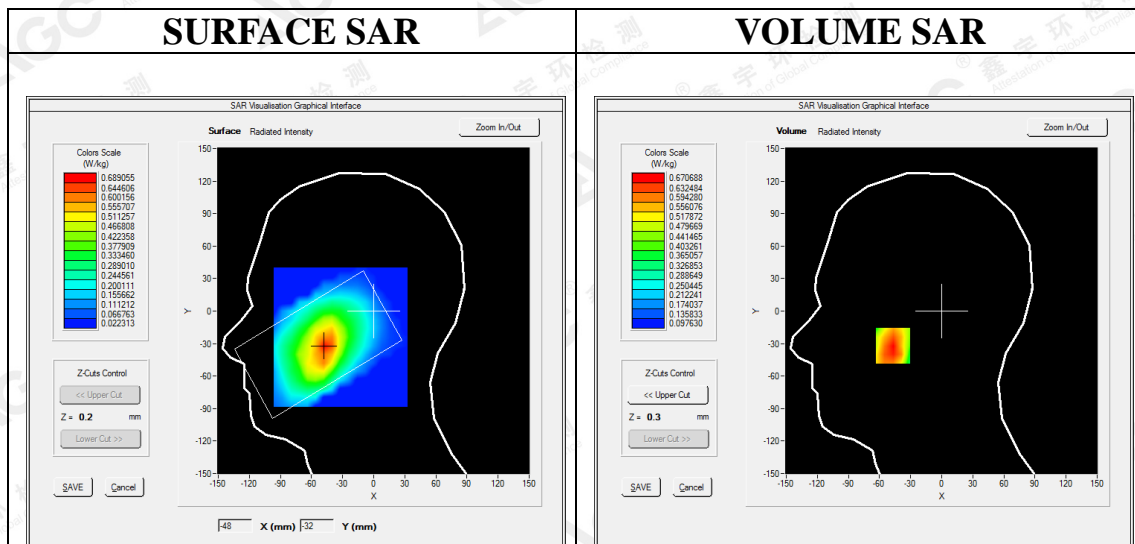 SURFACE SAR
VOLUME SAR
SAR Visualisation Graphical Interface
Surface Radiated Intensity
Zoom In/Out
Colors Scale
(W/kg)
0.689055
0.644606
0.600156
0.555707
0.511257
0.466808
0.422358
0.377909
0.333460
0.289010
0.244561
0.200111
0.155662
0.111212
0.066763
0.022313
Z-Cuts Control
<< Upper Cut
Z = 0.2 mm
Lower Cut >>
SAVE Cancel
150
120
90
60
30
0
-30
-60
-90
-120
-150
Y
-150 -120 -90 -60 -30 0 30 60 90 120 150
X
-48 X (mm) -32 Y (mm)
SAR Visualisation Graphical Interface
Volume Radiated Intensity
Zoom In/Out
Colors Scale
(W/kg)
0.670688
0.632484
0.594280
0.556076
0.517872
0.479669
0.441465
0.403261
0.365057
0.326853
0.288649
0.250445
0.212241
0.174037
0.135833
0.097630
Z-Cuts Control
<< Upper Cut
Z = 0.3 mm
Lower Cut >>
SAVE Cancel
150
120
90
60
30
0
-30
-60
-90
-120
-150
Y
-150 -120 -90 -60 -30 0 30 60 90 120 150
X